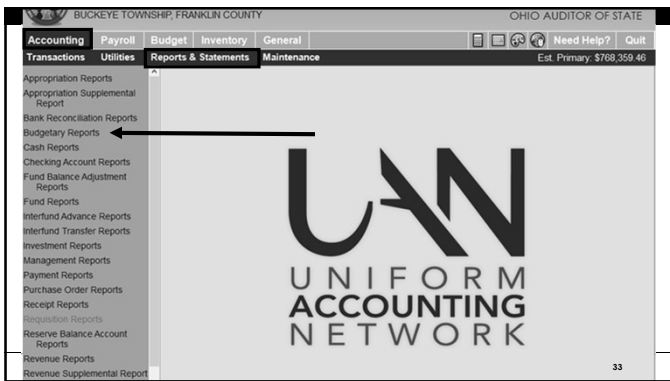 BUCKEYE TOWNSHIP, FRANKLIN COUNTY
OHIO AUDITOR OF STATE
Accounting Payroll Budget Inventory General Need Help? Quit
Transactions Utilities Reports & Statements Maintenance Est. Primary: $768,359.46
Appropriation Reports
Appropriation Supplemental
Report
Bank Reconciliation Reports
Budgetary Reports
Cash Reports
Checking Account Reports
Fund Balance Adjustment
Reports
Fund Reports
Interfund Advance Reports
Interfund Transfer Reports
Investment Reports
Management Reports
Payment Reports
Purchase Order Reports
Receipt Reports
Requisition Reports
Reserve Balance Account
Reports
Revenue Reports
Revenue Supplemental Report
UAN
UNIFORM
ACCOUNTING
NETWORK
33